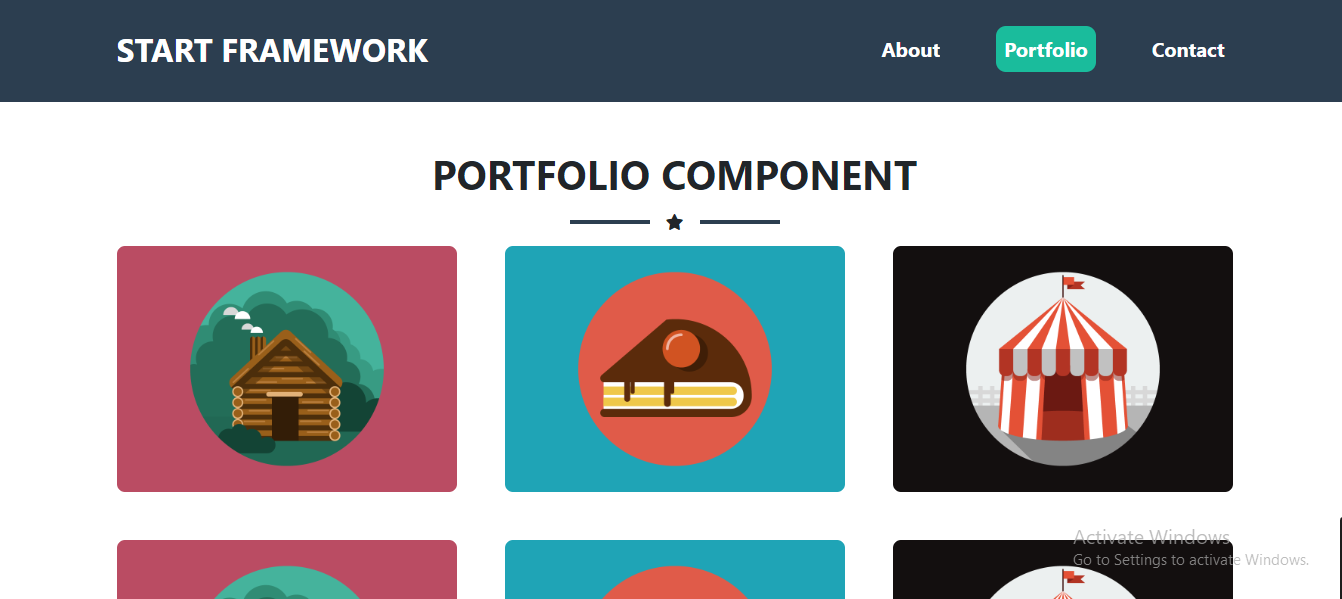 START FRAMEWORK
About
Portfolio
Contact
PORTFOLIO COMPONENT
Activate Windows
Go to Settings to activate Windows.